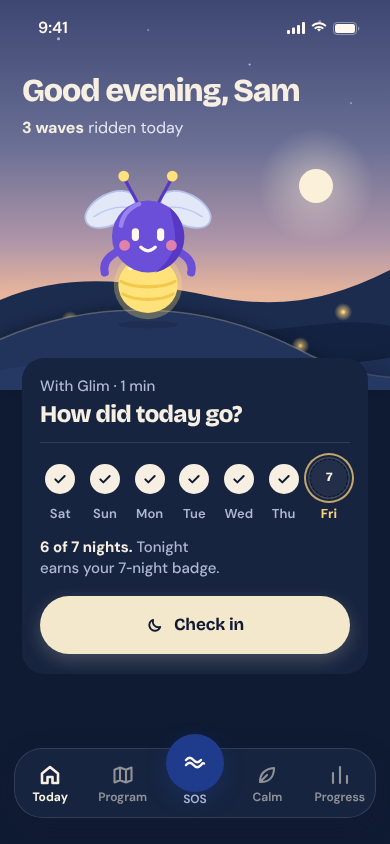 9:41
Good evening, Sam
3 waves ridden today
With Glim · 1 min
How did today go?
7
Sat Sun Mon Tue Wed Thu Fri
6 of 7 nights. Tonight
earns your 7-night badge.
Check in
Today Program SOS Calm Progress